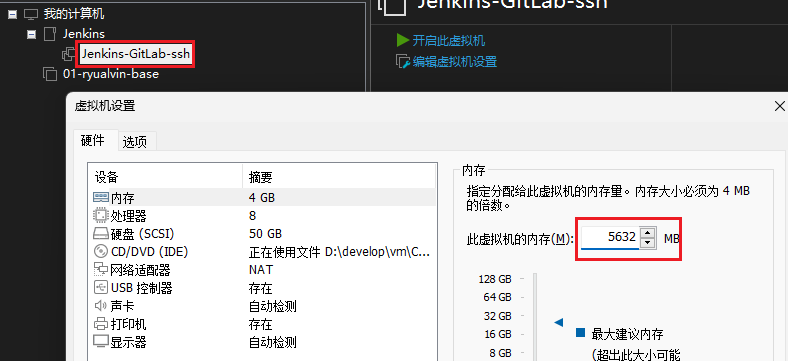 我的计算机
Jenkins
Jenkins-GitLab-ssh
01-ryualvin-base
Jenkins-GitLab-ssh
开启此虚拟机
编辑虚拟机设置
虚拟机设置
硬件 选项
设备 摘要
内存 4 GB
处理器 8
硬盘 (SCSI) 50 GB
CD/DVD (IDE) 正在使用文件 D:\develop\vm\C...
网络适配器 NAT
USB 控制器 存在
声卡 自动检测
打印机 存在
显示器 自动检测
内存
指定分配给此虚拟机的内存量。内存大小必须为 4 MB
的倍数。
此虚拟机的内存(M): 5632 MB
128 GB
64 GB
32 GB
16 GB
8 GB
最大建议内存
(超出此大小可能